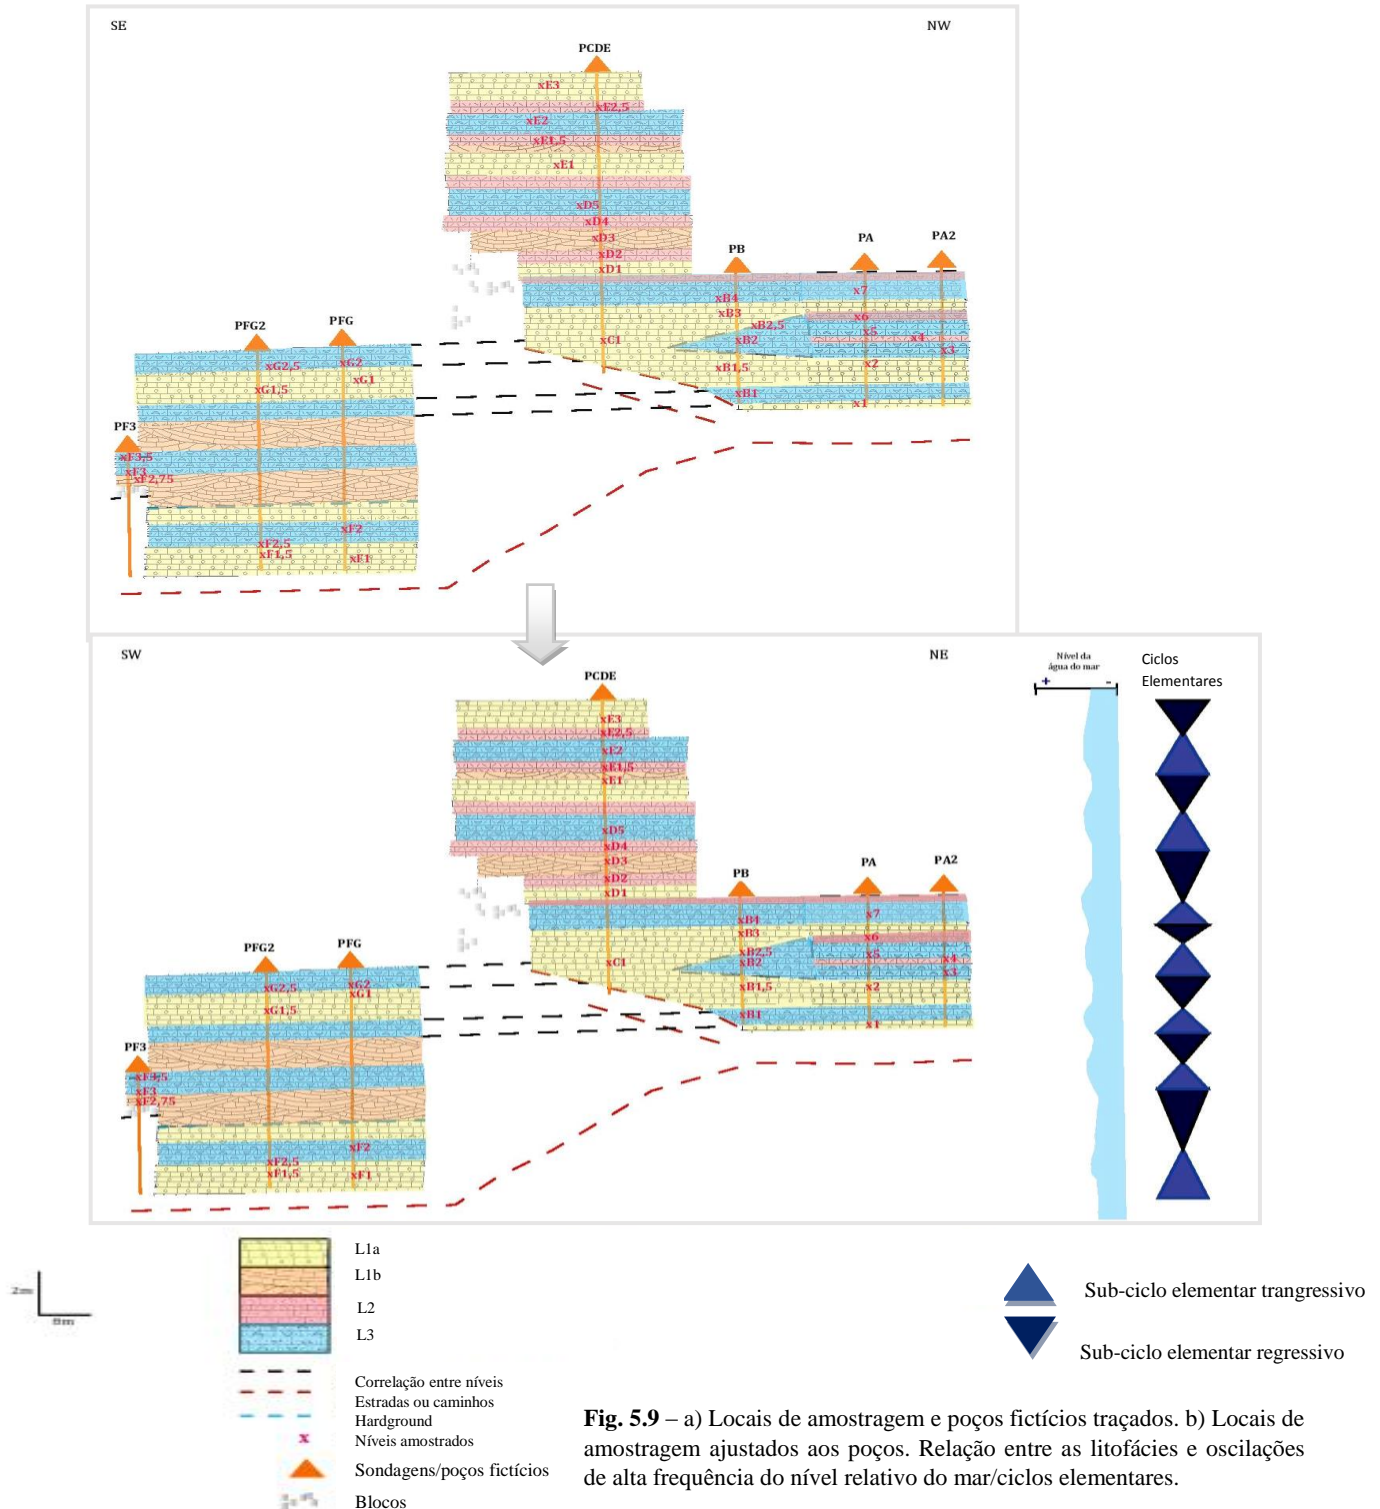 SE
NW
PCDE
xE3
xE2,5
xE2
xE1,5
xE1
xD5
xD4
xD3
xD2
xD1
PB
PA
PA2
xB4
xB3
xB2,5
xB2
xC1
xB1,5
xB1
x7
x6
x5
x4
x3
x2
x1
PFG2
PFG
xG2,5
xG2
xG1
xG1,5
PF3
xF3,5
xF3
xF2,75
xF2
xF2,5
xF1,5
xF1
SW
NE
Nível da
água do mar
+ -
Ciclos
Elementares
PCDE
xE3
xE2,5
xE2
xE1,5
xE1
xD5
xD4
xD3
xD2
xD1
PB
PA
PA2
xB4
xB3
xB2,5
xB2
xC1
xB1,5
xB1
x7
x6
x5
x4
x3
x2
x1
PFG2
PFG
xG2,5
xG2
xG1
xG1,5
PF3
xF3,5
xF3
xF2,75
xF2
xF2,5
xF1,5
xF1
L1a
L1b
L2
L3
2m
8m
Correlação entre níveis
Estradas ou caminhos
Hardground
x Níveis amostrados
Sondagens/poços fictícios
Blocos
Sub-ciclo elementar trangressivo
Sub-ciclo elementar regressivo
Fig. 5.9 – a) Locais de amostragem e poços fictícios traçados. b) Locais de
amostragem ajustados aos poços. Relação entre as litofácies e oscilações
de alta frequência do nível relativo do mar/ciclos elementares.